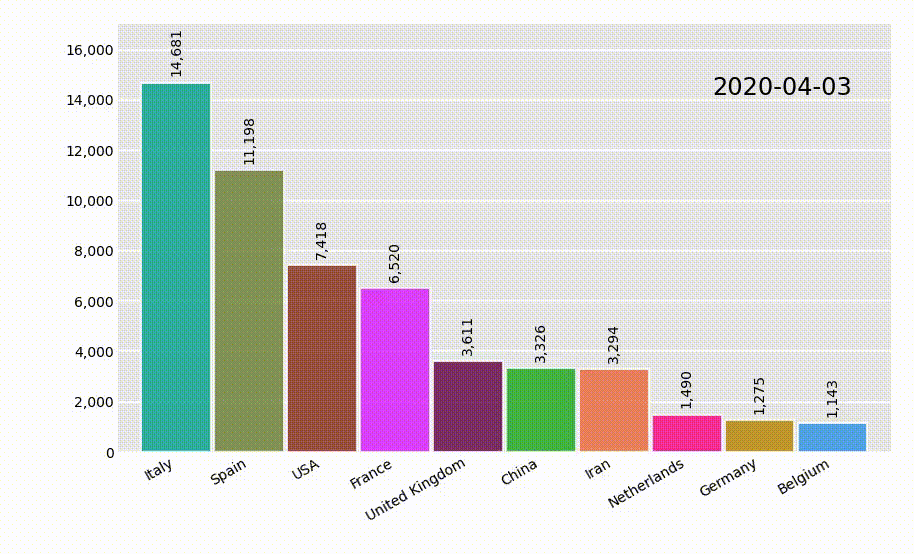 2020-04-03
16,000
14,000
12,000
10,000
8,000
6,000
4,000
2,000
0
14,681
11,198
7,418
6,520
3,611
3,326
3,294
1,490
1,275
1,143
Italy
Spain
USA
France
United Kingdom
China
Iran
Netherlands
Germany
Belgium